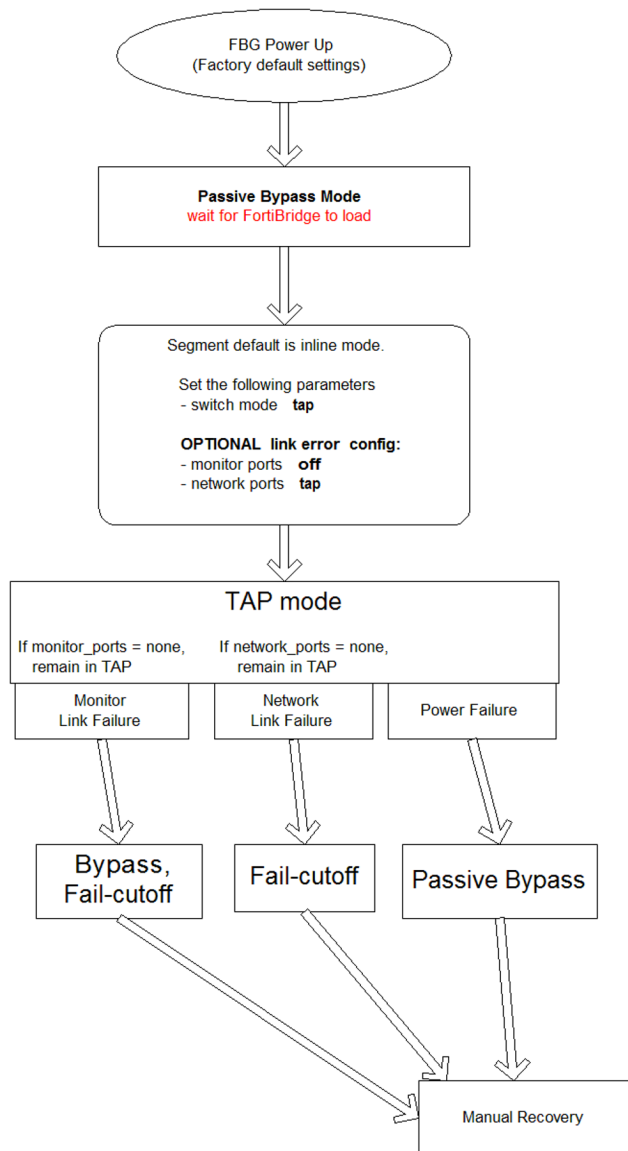 FBG Power Up
(Factory default settings)
Passive Bypass Mode
wait for FortiBridge to load
Segment default is inline mode.
Set the following parameters
- switch mode tap
OPTIONAL link error config:
- monitor ports off
- network ports tap
TAP mode
If monitor_ports = none,
remain in TAP
If network_ports = none,
remain in TAP
Monitor
Link Failure
Network
Link Failure
Power Failure
Bypass,
Fail-cutoff
Fail-cutoff
Passive Bypass
Manual Recovery